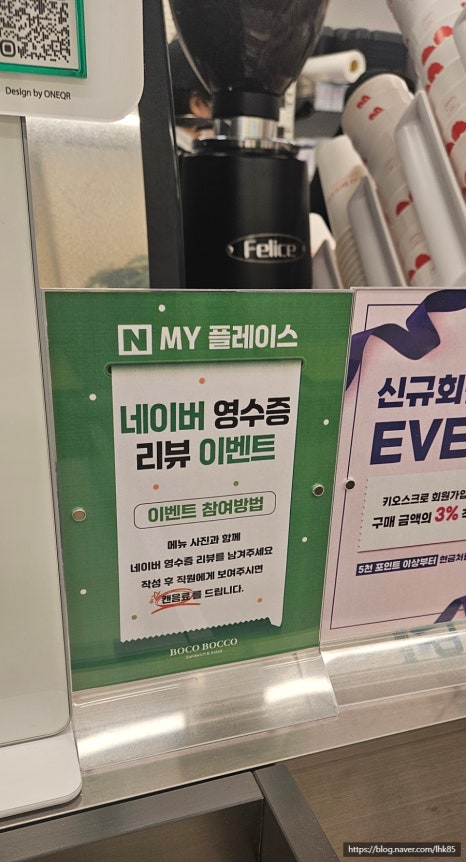 Design by ONEQR
Felice
N MY 플레이스
네이버 영수증
리뷰 이벤트
이벤트 참여방법
메뉴 사진과 함께
네이버 영수증 리뷰를 남겨주세요
작성 후 직원에게 보여주시면
캔음료를 드립니다.
BOCO BOCCO
Sandwich & Salad
신규회
EVE
키오스크로 회원가입
구매 금액의 3%
5천 포인트 이상부터 현금처
https://blog.naver.com/lhk85